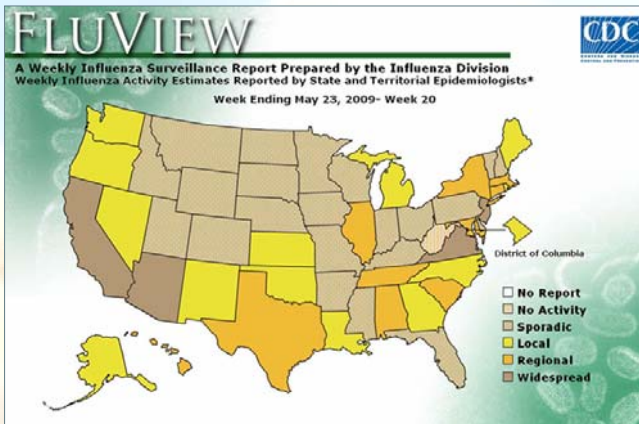 FLUVIEW
CDC
A Weekly Influenza Surveillance Report Prepared by the Influenza Division
Weekly Influenza Activity Estimates Reported by State and Territorial Epidemiologists*
Week Ending May 23, 2009- Week 20
District of Columbia
No Report
No Activity
Sporadic
Local
Regional
Widespread